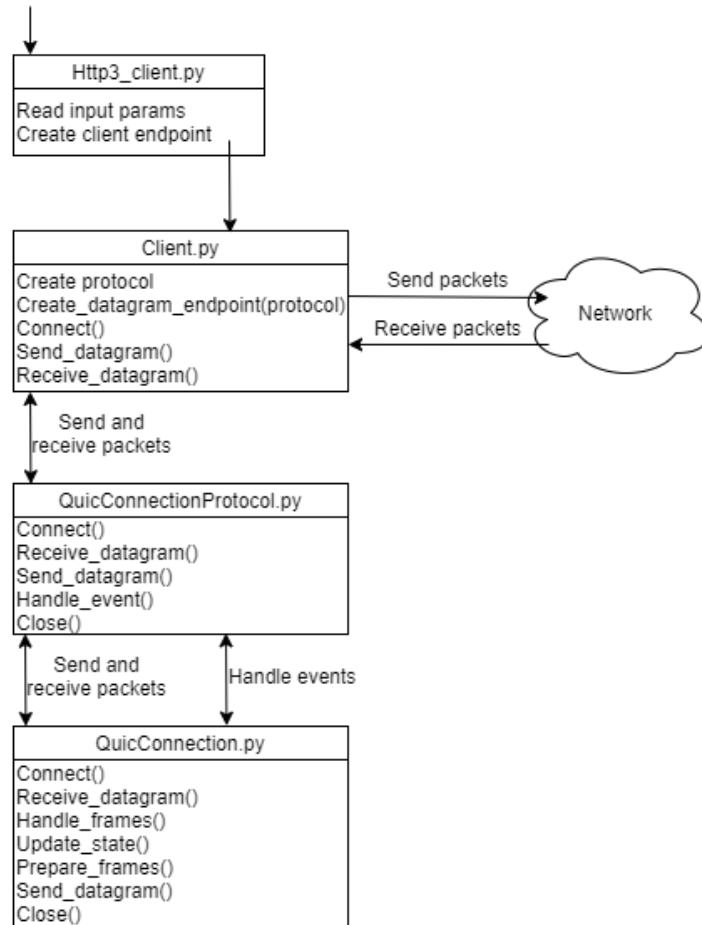 Http3_client.py
Read input params
Create client endpoint
Client.py
Create protocol
Create_datagram_endpoint(protocol)
Connect()
Send_datagram()
Receive_datagram()
Send packets
Receive packets
Network
Send and
receive packets
QuicConnectionProtocol.py
Connect()
Receive_datagram()
Send_datagram()
Handle_event()
Close()
Send and
receive packets
Handle events
QuicConnection.py
Connect()
Receive_datagram()
Handle_frames()
Update_state()
Prepare_frames()
Send_datagram()
Close()